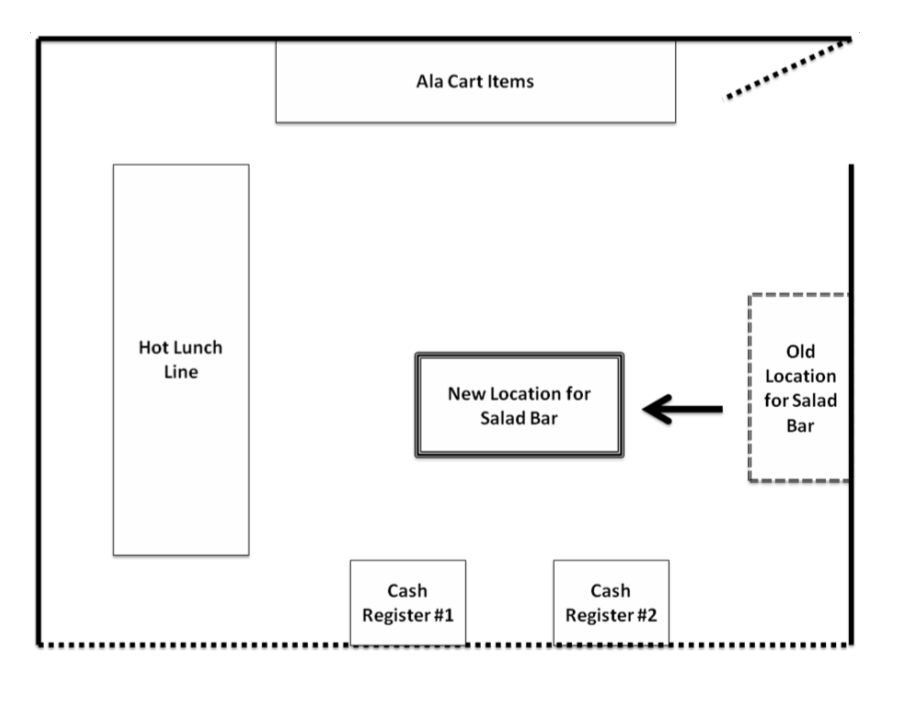 Ala Cart Items
Hot Lunch
Line
New Location for
Salad Bar
Old
Location
for Salad
Bar
Cash
Register #1
Cash
Register #2